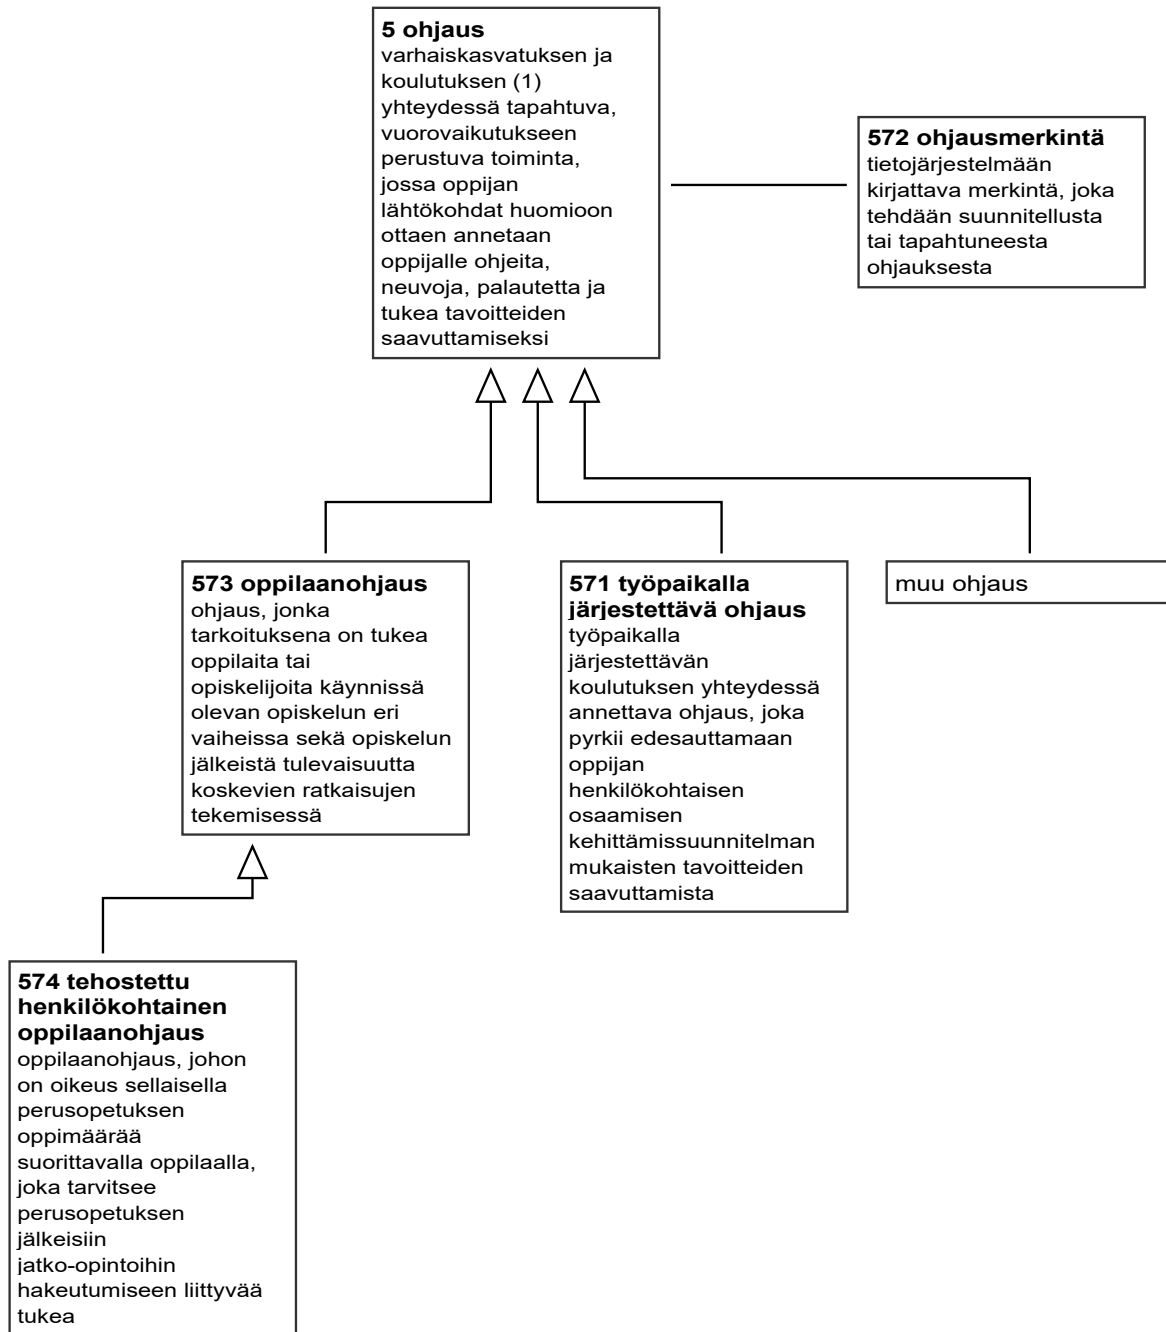 5 ohjaus
varhaiskasvatuksen ja
koulutuksen (1)
yhteydessä tapahtuva,
vuorovaikutukseen
perustuva toiminta,
jossa oppijan
lähtökohdat huomioon
ottaen annetaan
oppijalle ohjeita,
neuvoja, palautetta ja
tukea tavoitteiden
saavuttamiseksi
572 ohjausmerkintä
tietojärjestelmään
kirjattava merkintä, joka
tehdään suunnitellusta
tai tapahtuneesta
ohjauksesta
573 oppilaanohjaus
ohjaus, jonka
tarkoituksena on tukea
oppilaita tai
opiskelijoita käynnissä
olevan opiskelun eri
vaiheissa sekä opiskelun
jälkeistä tulevaisuutta
koskevien ratkaisujen
tekemisessä
571 työpaikalla
järjestettävä ohjaus
työpaikalla
järjestettävän
koulutuksen yhteydessä
annettava ohjaus, joka
pyrkii edesauttamaan
oppijan
henkilökohtaisen
osaamisen
kehittämissuunnitelman
mukaisten tavoitteiden
saavuttamista
muu ohjaus
574 tehostettu
henkilökohtainen
oppilaanohjaus
oppilaanohjaus, johon
on oikeus sellaisella
perusopetuksen
oppimäärää
suorittavalla oppilaalla,
joka tarvitsee
perusopetuksen
jälkeisiin
jatko-opintoihin
hakeutumiseen liittyvää
tukea